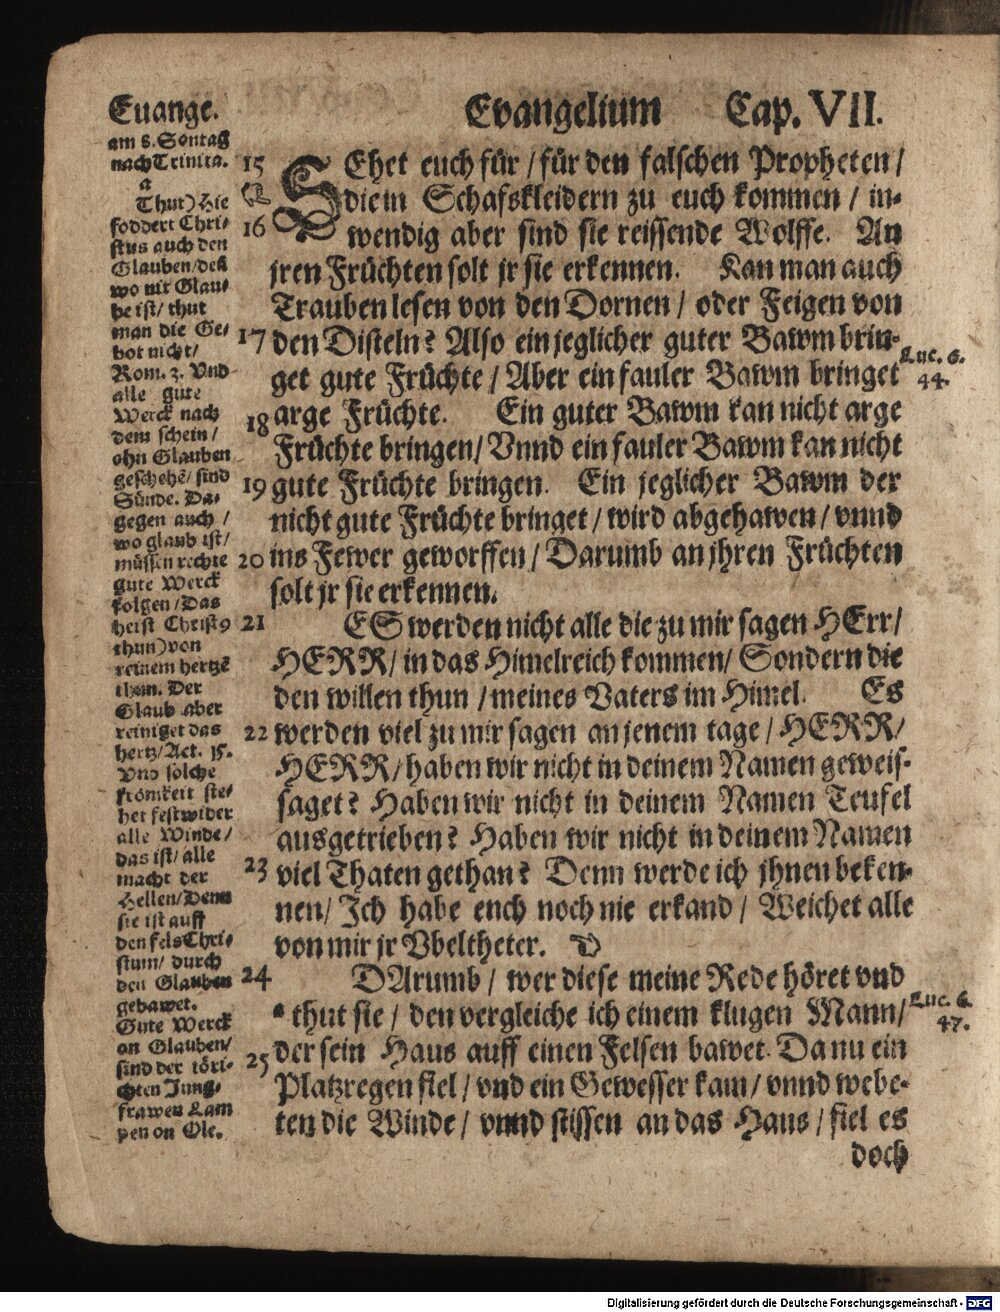 Evangelium Cap. VII.
Euange.
am 8. Sontag
nach Trinita.
a
Thut) Hie
foddert Chri-
stus auch den
Glauben/deñ
wo nir Glau-
be ist/ thut
man die Ge-
bot nicht/
Rom. 3. Vnd
alle gute
Werck nach
dem schein/
ohn Glauben
geschehẽ/ sind
Sünde. Da-
gegen auch /
wo glaub ist/
müssen rechte
gute Werck
folgen/Das
heist Christ9
thun) von
reinem hertzẽ
thun. Der
Glaub aber
reiniget das
hertz/Act. 15.
Vnd solche
frömkeit ste-
het fest wider
alle Winde/
das ist/ alle
macht der
Hellen/Denn
sie ist auff
den fels Chri-
stum/ durch
den Glauben
gebawet.
Gute Werck
on Glauben/
sind der töri-
chten Jung-
frawen Lam
pen on Ole.
15 SEhet euch für / für den falschen Propheten /
die in Schafskleidern zu euch kommen / in-
16 wendig aber sind sie reissende Wolffe. An
jren Früchten solt jr sie erkennen. Kan man auch
Trauben lesen von den Dornen / oder Feigen von
17 den Disteln? Also ein jeglicher guter Bawm brin-
get gute Früchte / Aber ein fauler Bawm bringet
Luc. 6.
44.
18 arge Früchte. Ein guter Bawm kan nicht arge
Früchte bringen/ Vnnd ein fauler Bawm kan nicht
19 gute Früchte bringen. Ein jeglicher Bawm der
nicht gute Früchte bringet / wird abgehawen / vnnd
20 ins Fewer geworffen / Darumb an jhren Früchten
solt jr sie erkennen.
21 ES werden nicht alle die zu mir sagen HErr/
HERR / in das Himelreich kommen/ Sondern die
den willen thun / meines Vaters im Himel. Es
22 werden viel zu mir sagen an jenem tage / HERR/
HERR / haben wir nicht in deinem Namen geweis-
saget? Haben wir nicht in deinem Namen Teufel
ausgetrieben? Haben wir nicht in deinem Namen
23 viel Thaten gethan? Denn werde ich jhnen beken-
nen/ Ich habe ench noch nie erkand / Weichet alle
von mir jr Vbeltheter.
24 DArumb / wer diese meine Rede höret vnd
a thut sie / den vergleiche ich einem klugen Mann/
Luc. 6.
47.
25 der sein Haus auff einen Felsen bawet. Da nu ein
Platzregen fiel / vnd ein Gewesser kam / vnnd webe-
ten die Winde / vnnd stissen an das Haus / fiel es
doch
Digitalisierung gefördert durch die Deutsche Forschungsgemeinschaft - DFG